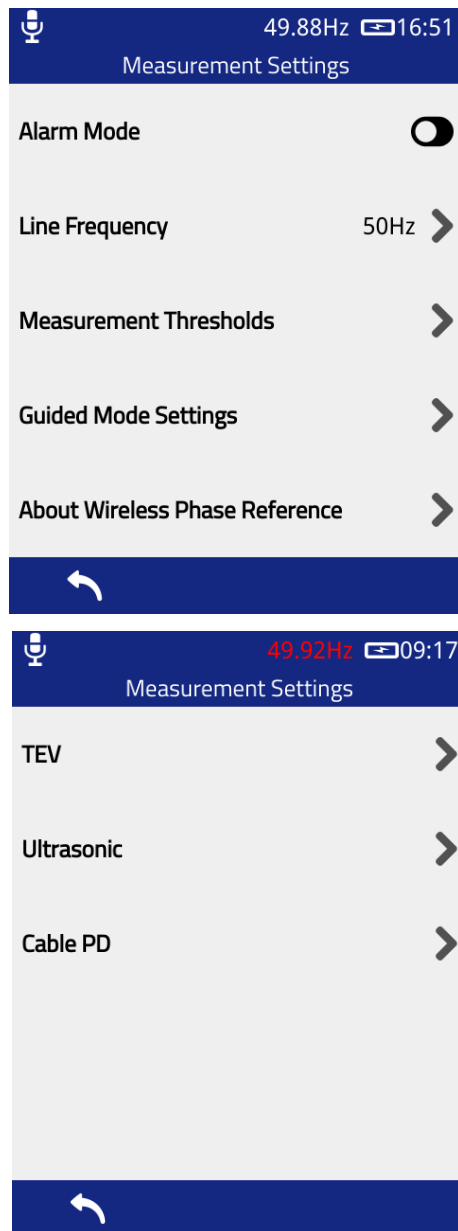 49.88Hz 16:51
Measurement Settings
Alarm Mode
Line Frequency 50Hz
Measurement Thresholds
Guided Mode Settings
About Wireless Phase Reference
49.92Hz 09:17
Measurement Settings
TEV
Ultrasonic
Cable PD